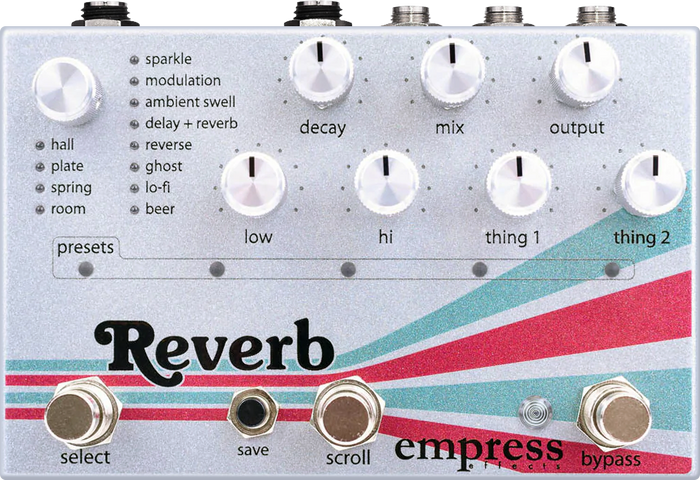 sparkle
modulation
ambient swell
delay + reverb
hall
reverse
plate
ghost
spring
lo-fi
room
beer
decay
mix
output
low
hi
thing 1
thing 2
presets
Reverb
select
save
scroll
empress
effects
bypass